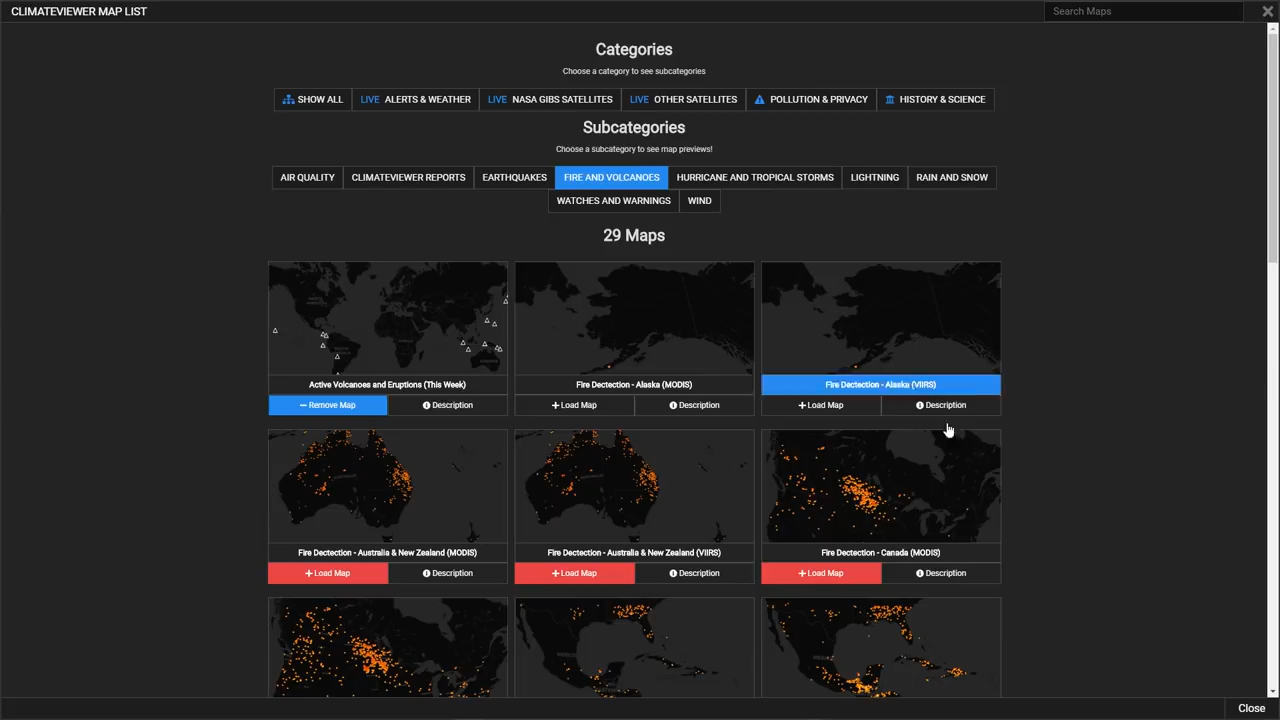 CLIMATEVIEWER MAP LIST
Search Maps
Categories
Choose a category to see subcategories
SHOW ALL
LIVE ALERTS & WEATHER
LIVE NASA GIBS SATELLITES
LIVE OTHER SATELLITES
POLLUTION & PRIVACY
HISTORY & SCIENCE
Subcategories
Choose a subcategory to see map previews!
AIR QUALITY
CLIMATEVIEWER REPORTS
EARTHQUAKES
FIRE AND VOLCANOES
HURRICANE AND TROPICAL STORMS
LIGHTNING
RAIN AND SNOW
WATCHES AND WARNINGS
WIND
29 Maps
Active Volcanoes and Eruptions (This Week)
Fire Dectection - Alaska (MODIS)
Fire Dectection - Alaska (VIIRS)
Remove Map
Description
Load Map
Description
Load Map
Description
Fire Dectection - Australia & New Zealand (MODIS)
Fire Dectection - Australia & New Zealand (VIIRS)
Fire Dectection - Canada (MODIS)
Load Map
Description
Load Map
Description
Load Map
Description
Close